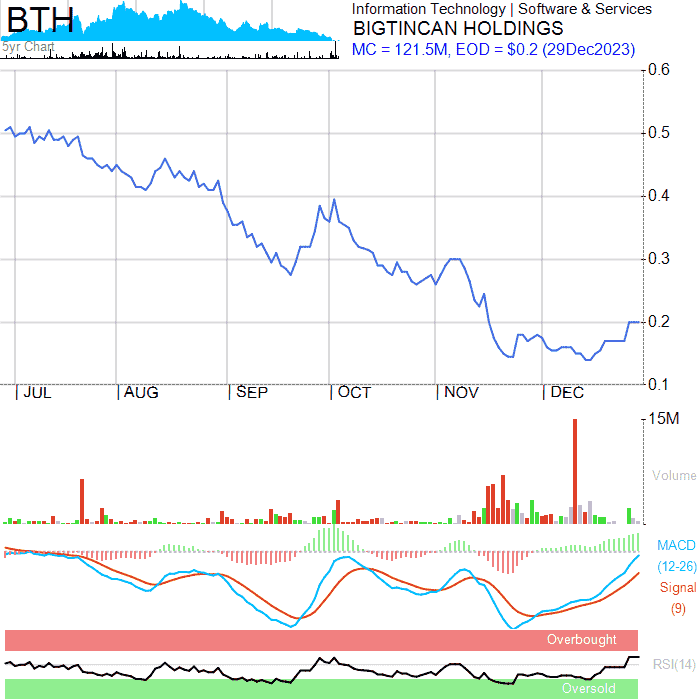 BTH
Information Technology | Software & Services
BIGTINCAN HOLDINGS
5yr Chart
MC = 121.5M, EOD = $0.2 (29Dec2023)
0.6
0.5
0.4
0.3
0.2
0.1
JUL AUG SEP OCT NOV DEC
15M
Volume
MACD
(12-26)
Signal
(9)
Overbought
RSI(14)
Oversold